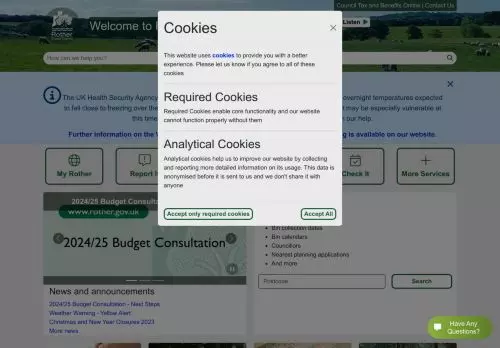 Council Tax and Benefits Online | Contact Us
Rother
Welcome to
Listen
How can we help you?
Cookies
×
This website uses cookies to provide you with a better
experience. Please let us know if you agree to all of these
cookies
Required Cookies
Required Cookies enable core functionality and our website
cannot function properly without them
Analytical Cookies
Analytical cookies help us to improve our website by collecting
and reporting more detailed information on its usage. This data is
anonymised before it is sent to us and we don't share it with
anyone
Accept only required cookies
Accept All
The UK Health Security Agency
overnight temperatures expected
to fall close to freezing over the
may be especially vulnerable at
this time
our help.
Further information on the
is available on our website.
My Rother
Report
Check It
More Services
2024/25 Budget Consultation
www.rother.gov.uk
2024/25 Budget Consultation
Bin collection dates
Bin calendars
Councillors
Nearest planning applications
And more
Postcode
Search
News and announcements
2024/25 Budget Consultation - Next Steps
Weather Warning - Yellow Alert
Christmas and New Year Closures 2023
More news
Have Any
Questions?